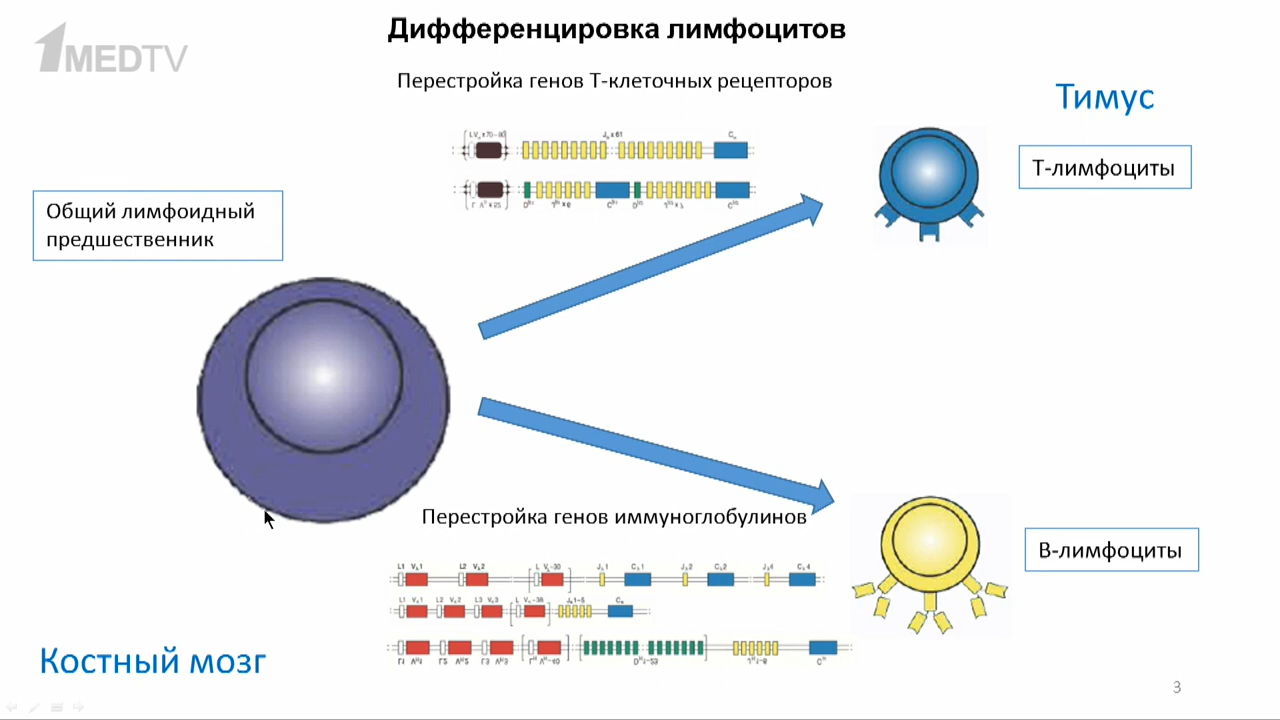 1MEDTV
Дифференцировка лимфоцитов
Перестройка генов Т-клеточных рецепторов
Тимус
Т-лимфоциты
Общий лимфоидный
предшественник
Перестройка генов иммуноглобулинов
В-лимфоциты
Костный мозг
3